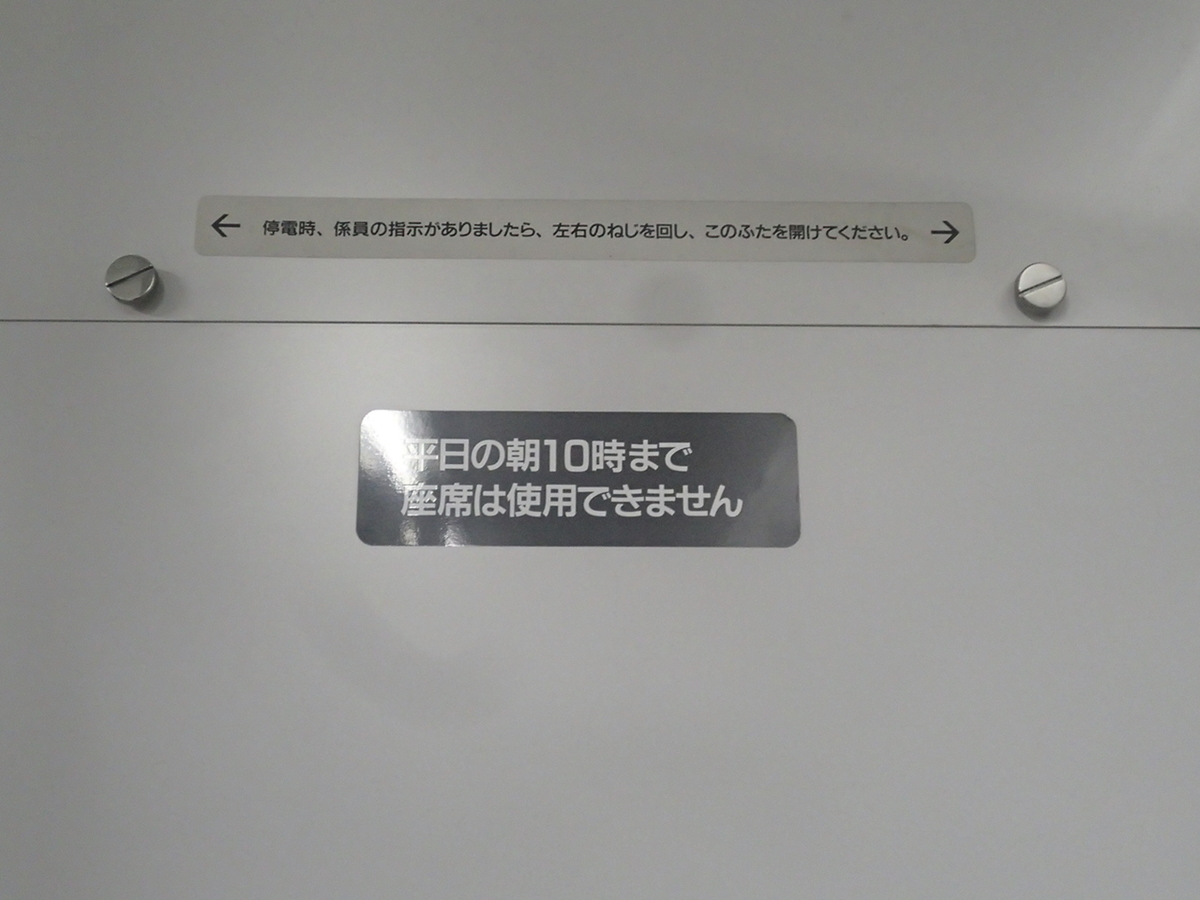 ← 停電時、係員の指示がありましたら、左右のねじを回し、このふたを開けてください。 →
平日の朝10時まで
座席は使用できません